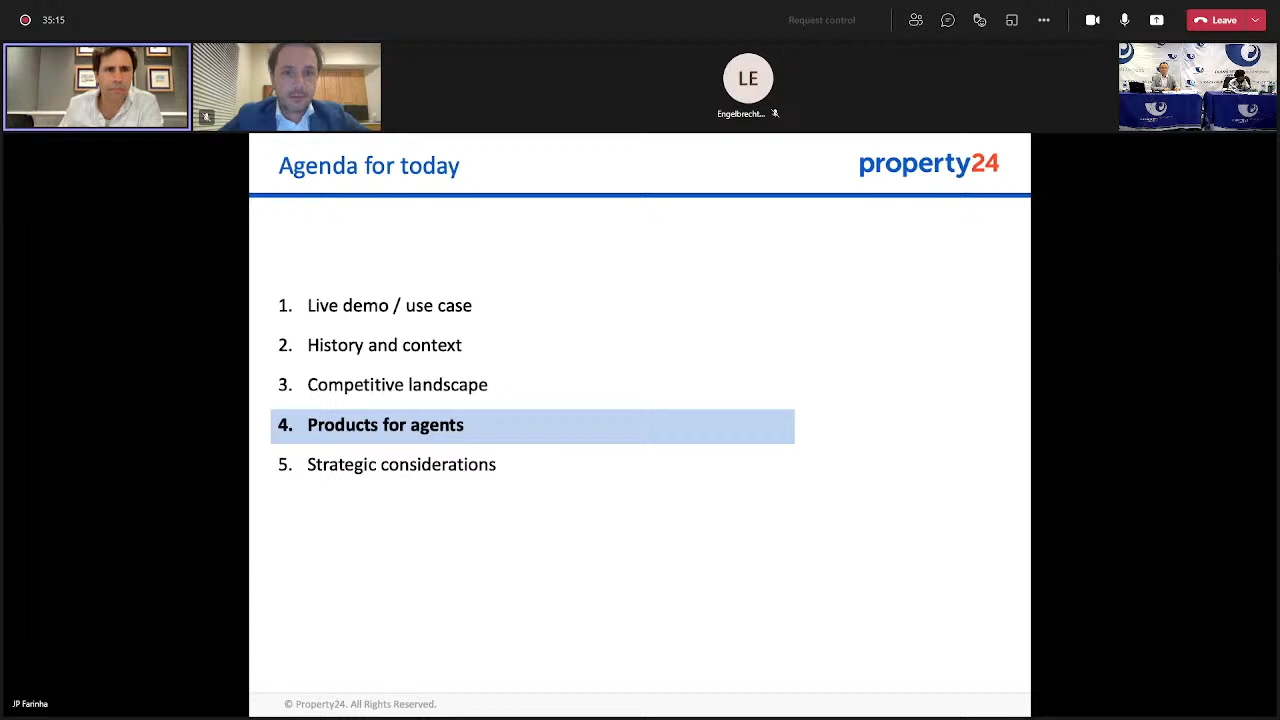 35:15
Request control
Leave
LE
Engelbrecht...
Agenda for today
property24
1. Live demo / use case
2. History and context
3. Competitive landscape
4. Products for agents
5. Strategic considerations
© Property24. All Rights Reserved.
JP Farinha